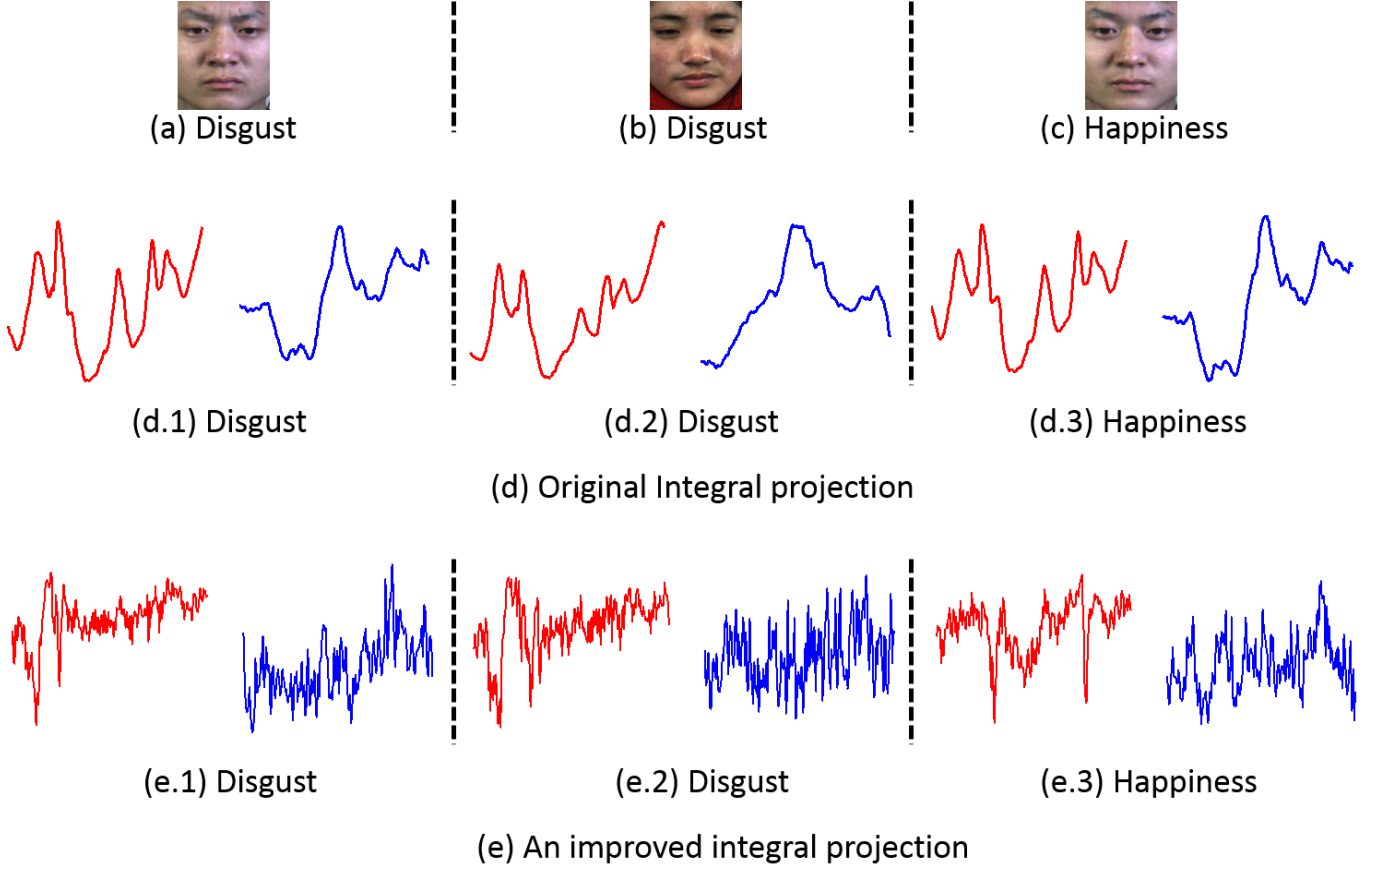 (a) Disgust
(b) Disgust
(c) Happiness
(d.1) Disgust
(d.2) Disgust
(d.3) Happiness
(d) Original Integral projection
(e.1) Disgust
(e.2) Disgust
(e.3) Happiness
(e) An improved integral projection